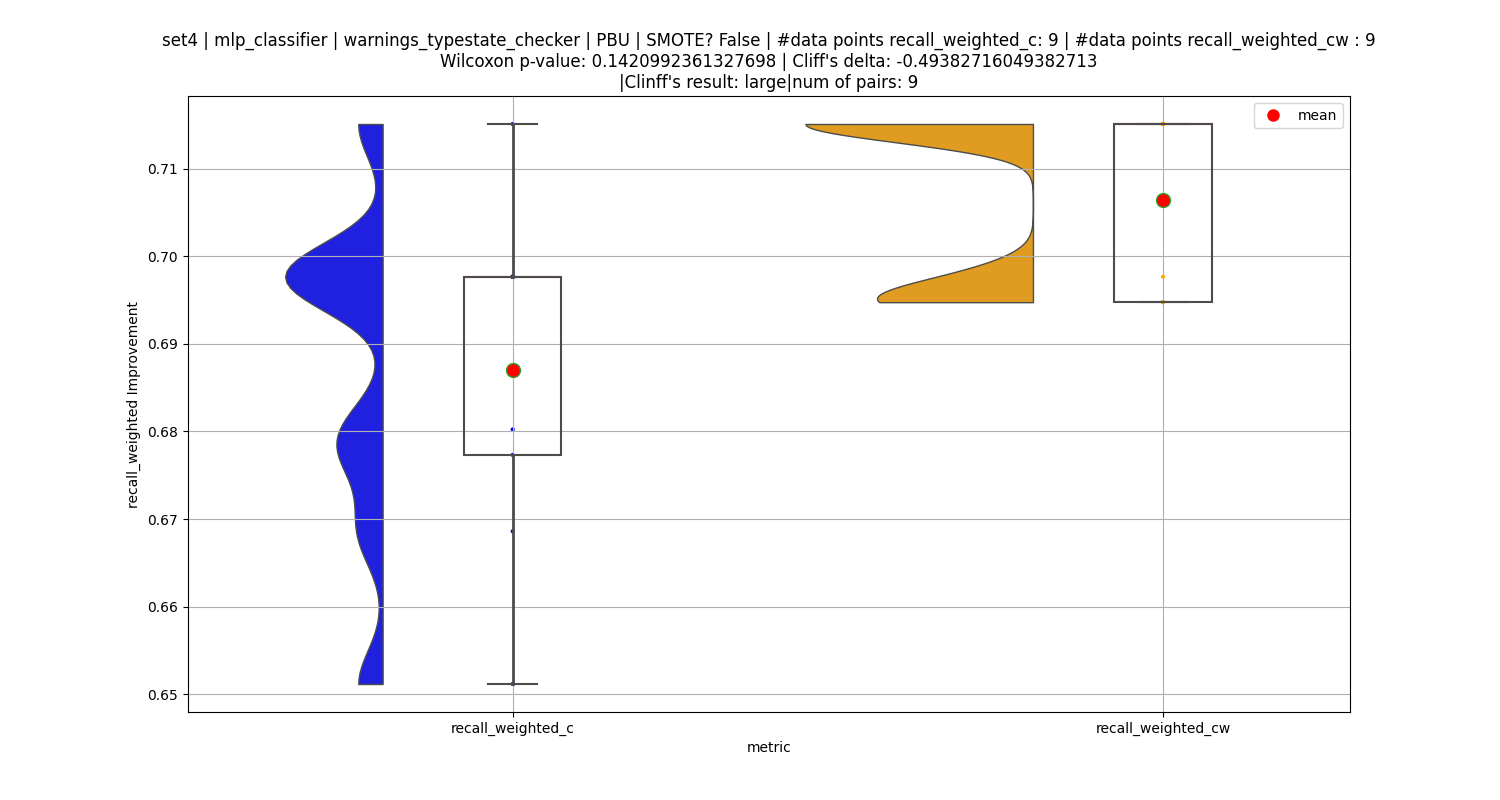 set4 | mlp_classifier | warnings_typestate_checker | PBU | SMOTE? False | #data points recall_weighted_c: 9 | #data points recall_weighted_cw : 9
Wilcoxon p-value: 0.1420992361327698 | Cliff's delta: -0.49382716049382713
|Clinff's result: large|num of pairs: 9
mean
0.71
0.70
0.69
0.68
0.67
0.66
0.65
recall_weighted Improvement
recall_weighted_c
recall_weighted_cw
metric